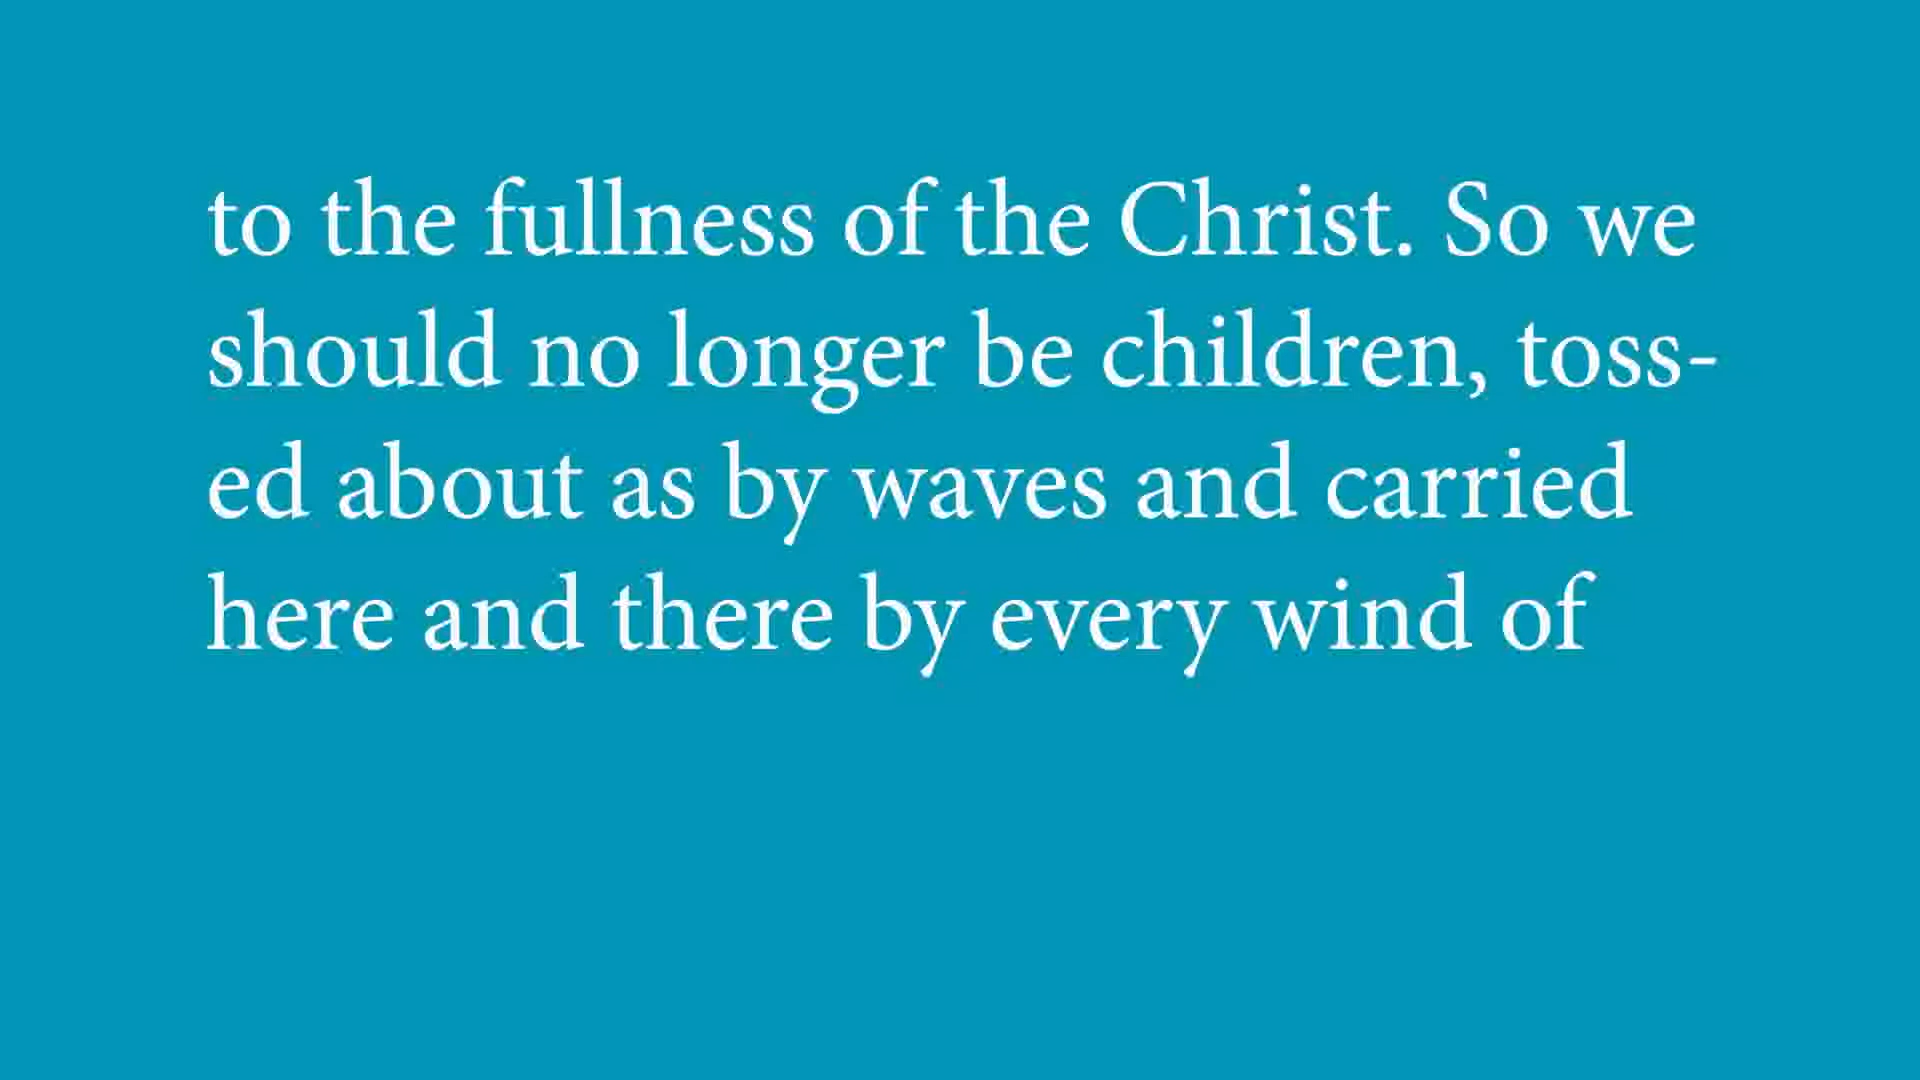 to the fullness of the Christ. So we
should no longer be children, toss-
ed about as by waves and carried
here and there by every wind of